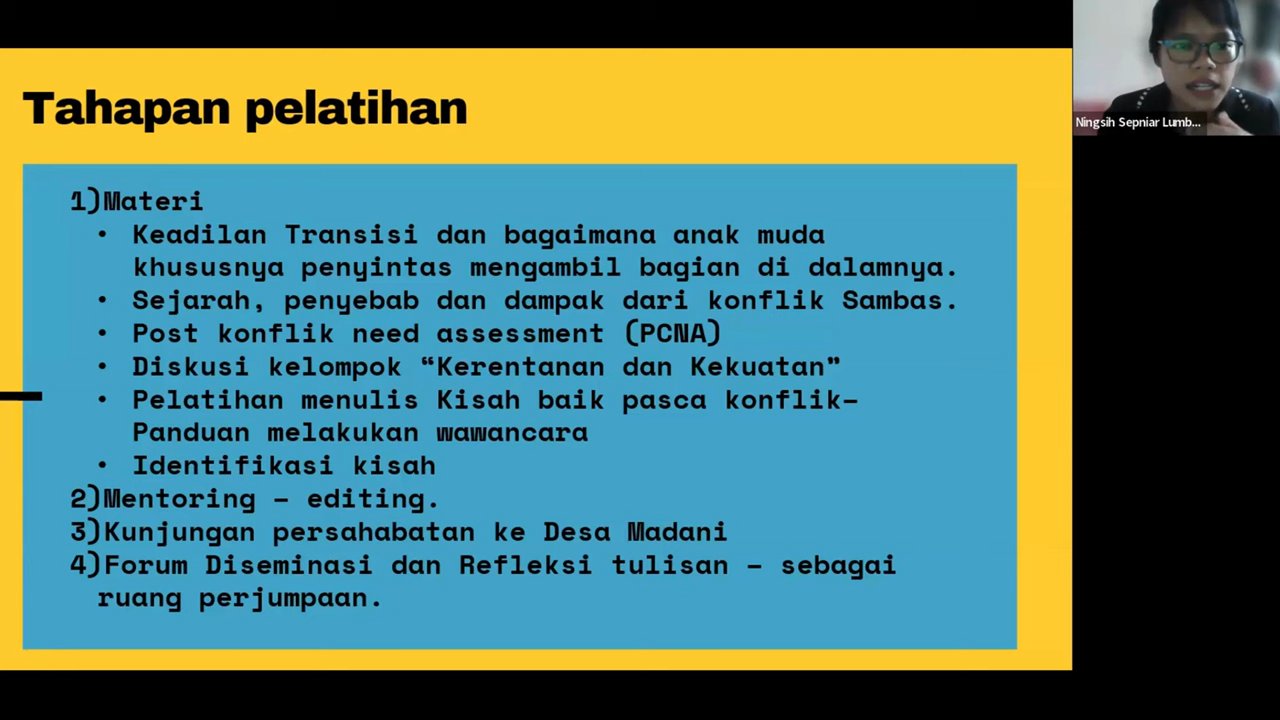 Tahapan pelatihan
1)Materi
• Keadilan Transisi dan bagaimana anak muda
khususnya penyintas mengambil bagian di dalamnya.
• Sejarah, penyebab dan dampak dari konflik Sambas.
• Post konflik need assessment (PCNA)
• Diskusi kelompok “Kerentanan dan Kekuatan”
• Pelatihan menulis Kisah baik pasca konflik–
Panduan melakukan wawancara
• Identifikasi kisah
2)Mentoring – editing.
3)Kunjungan persahabatan ke Desa Madani
4)Forum Diseminasi dan Refleksi tulisan – sebagai
ruang perjumpaan.
Ningsih Sepniar Lumb...